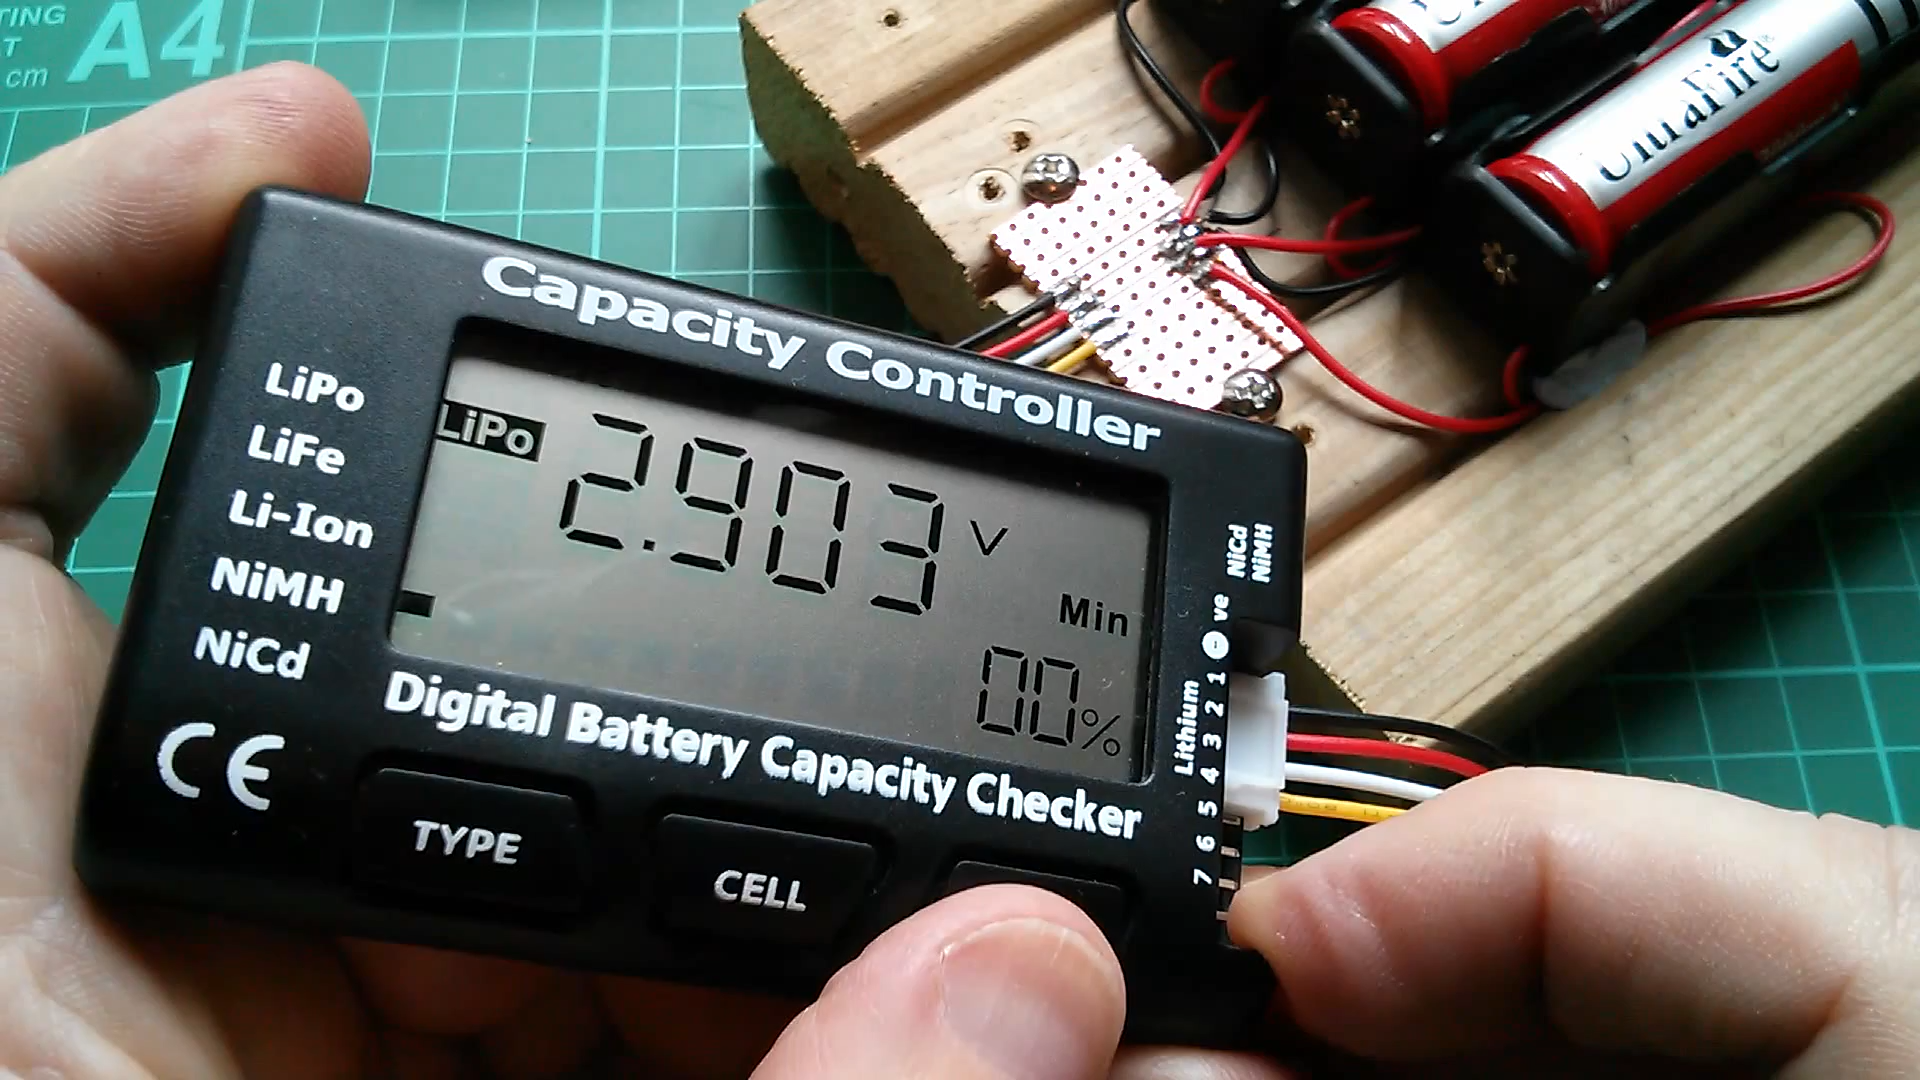 TING
T
cm
A4
UltraFire
Capacity Controller
LiPo
LiFe
Li-Ion
NiMH
NiCd
LiPo
2.903 V
Min
00%
Digital Battery Capacity Checker
CE
TYPE
CELL
NiCd
NiMH
Lithium
7 6 5 4 3 2 1 ⊖ ve